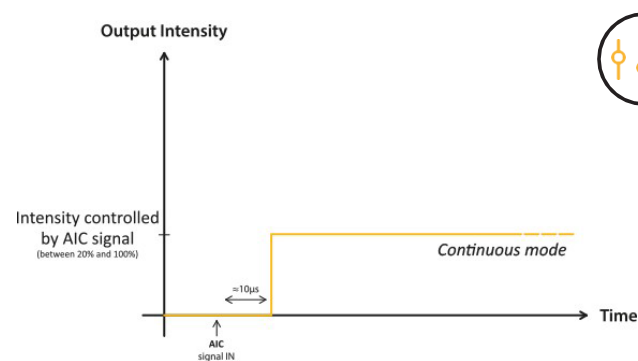 Output Intensity
Intensity controlled
by AIC signal
(between 20% and 100%)
Continuous mode
≈10µs
Time
AIC
signal IN